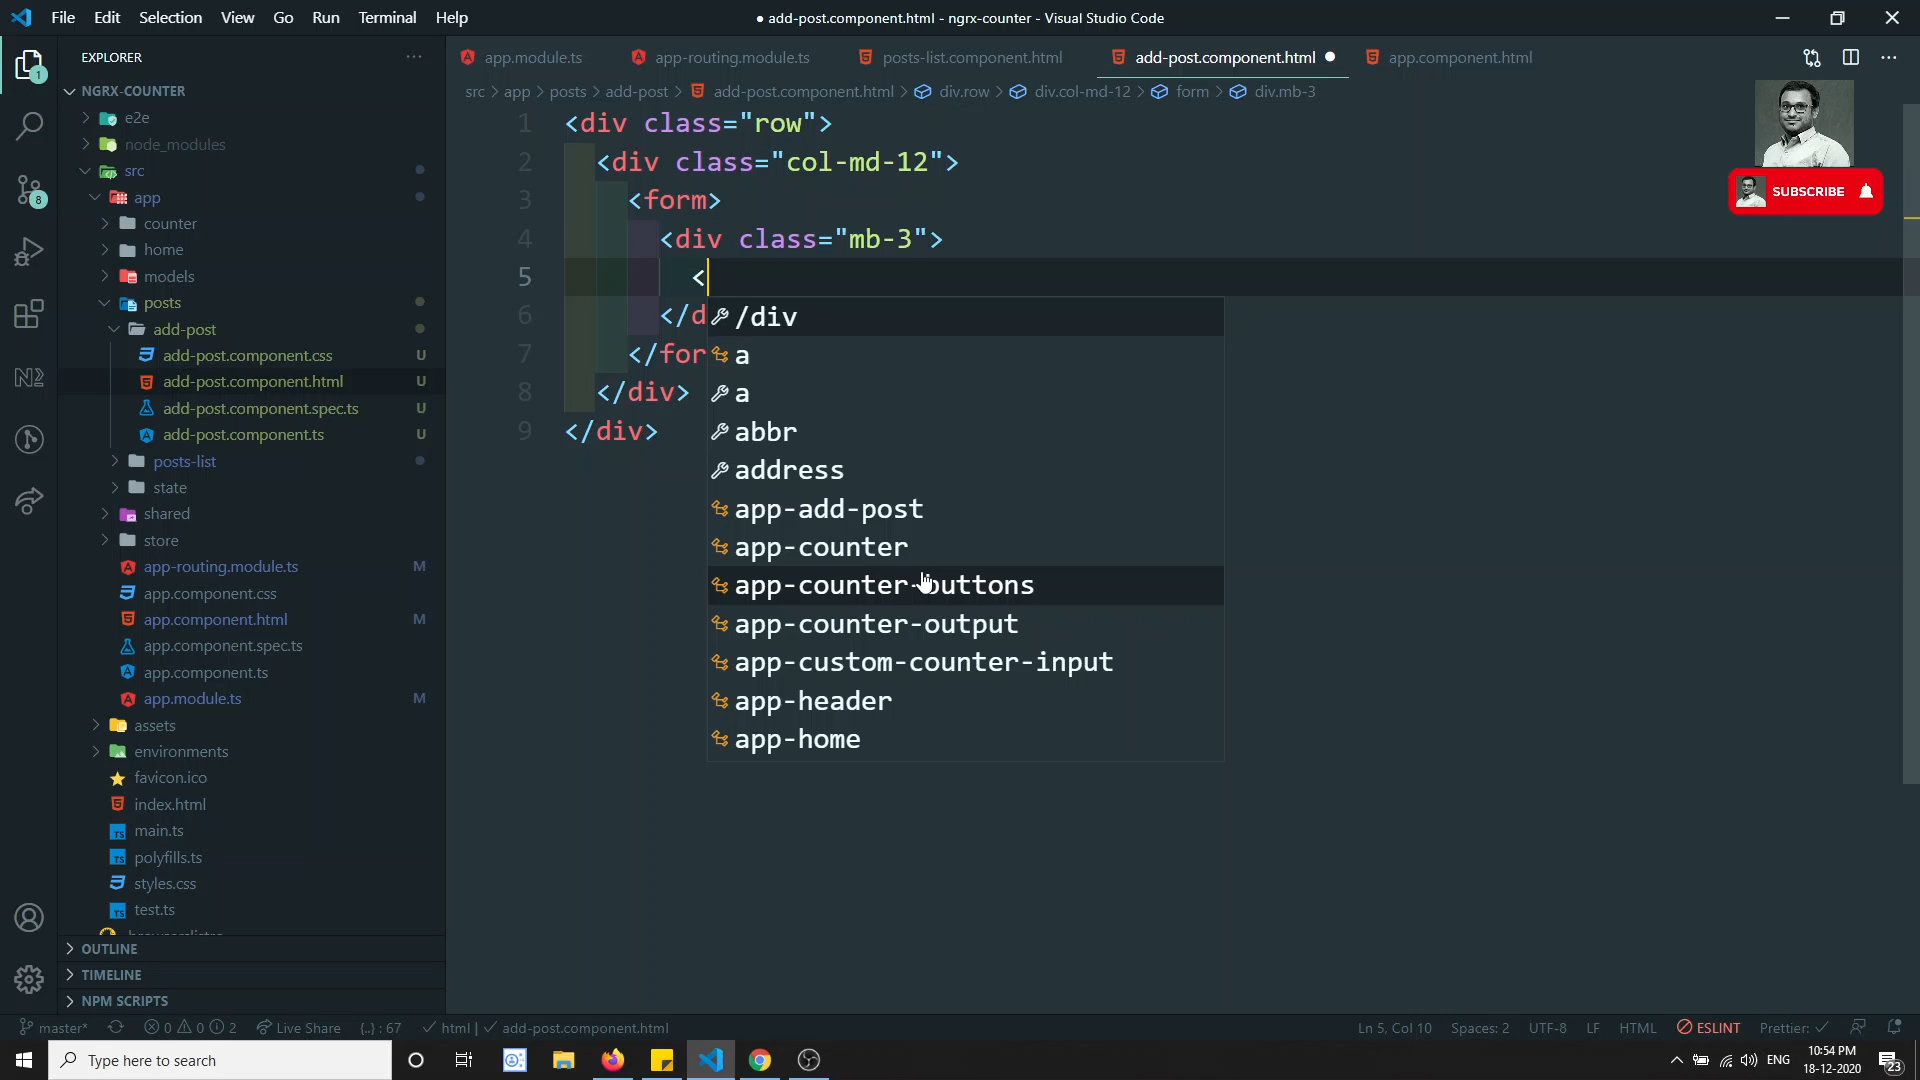 File Edit Selection View Go Run Terminal Help
● add-post.component.html - ngrx-counter - Visual Studio Code
EXPLORER
NGRX-COUNTER
e2e
node_modules
src
app
counter
home
models
posts
add-post
add-post.component.css U
add-post.component.html U
add-post.component.spec.ts U
add-post.component.ts U
posts-list
state
shared
store
app-routing.module.ts M
app.component.css
app.component.html M
app.component.spec.ts
app.component.ts
app.module.ts M
assets
environments
favicon.ico
index.html
main.ts
polyfills.ts
styles.css
test.ts
OUTLINE
TIMELINE
NPM SCRIPTS
app.module.ts app-routing.module.ts posts-list.component.html add-post.component.html app.component.html
src > app > posts > add-post > add-post.component.html > div.row > div.col-md-12 > form > div.mb-3
1 <div class="row">
2 <div class="col-md-12">
3 <form>
4 <div class="mb-3">
5 <
6 </d
7 </for
8 </div>
9 </div>
/div
a
a
abbr
address
app-add-post
app-counter
app-counter-buttons
app-counter-output
app-custom-counter-input
app-header
app-home
SUBSCRIBE
1
8
master* 0 0 2 Live Share {..} : 67 html | add-post.component.html
Ln 5, Col 10 Spaces: 2 UTF-8 LF HTML ESLINT Prettier:
Type here to search
ENG
10:54 PM
18-12-2020
23